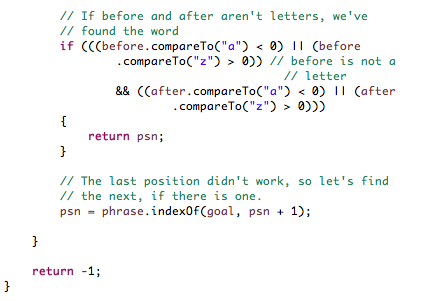 // If before and after aren't letters, we've
// found the word
if (((before.compareTo("a") < 0) || (before
.compareTo("z") > 0)) // before is not a
// letter
&& ((after.compareTo("a") < 0) || (after
.compareTo("z") > 0)))
{
return psn;
}
// The last position didn't work, so let's find
// the next, if there is one.
psn = phrase.indexOf(goal, psn + 1);
}
return -1;
}